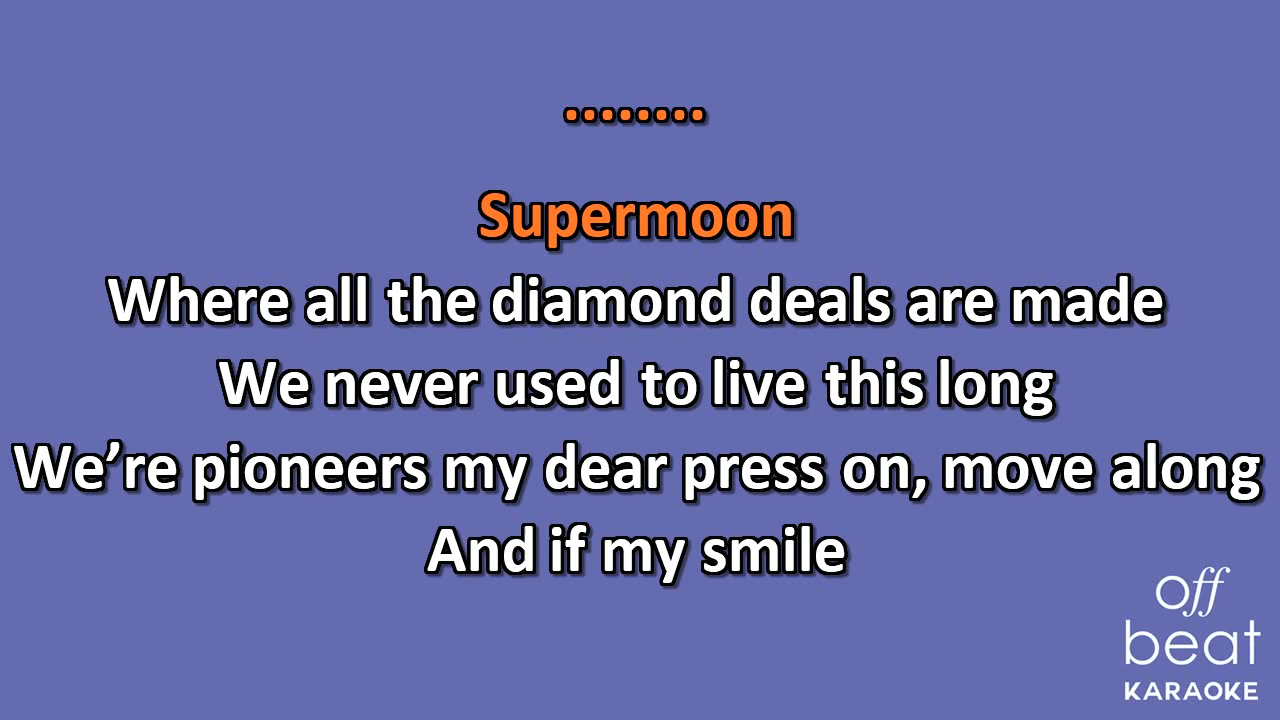 ........
Supermoon
Where all the diamond deals are made
We never used to live this long
We’re pioneers my dear press on, move along
And if my smile
off
beat
KARAOKE